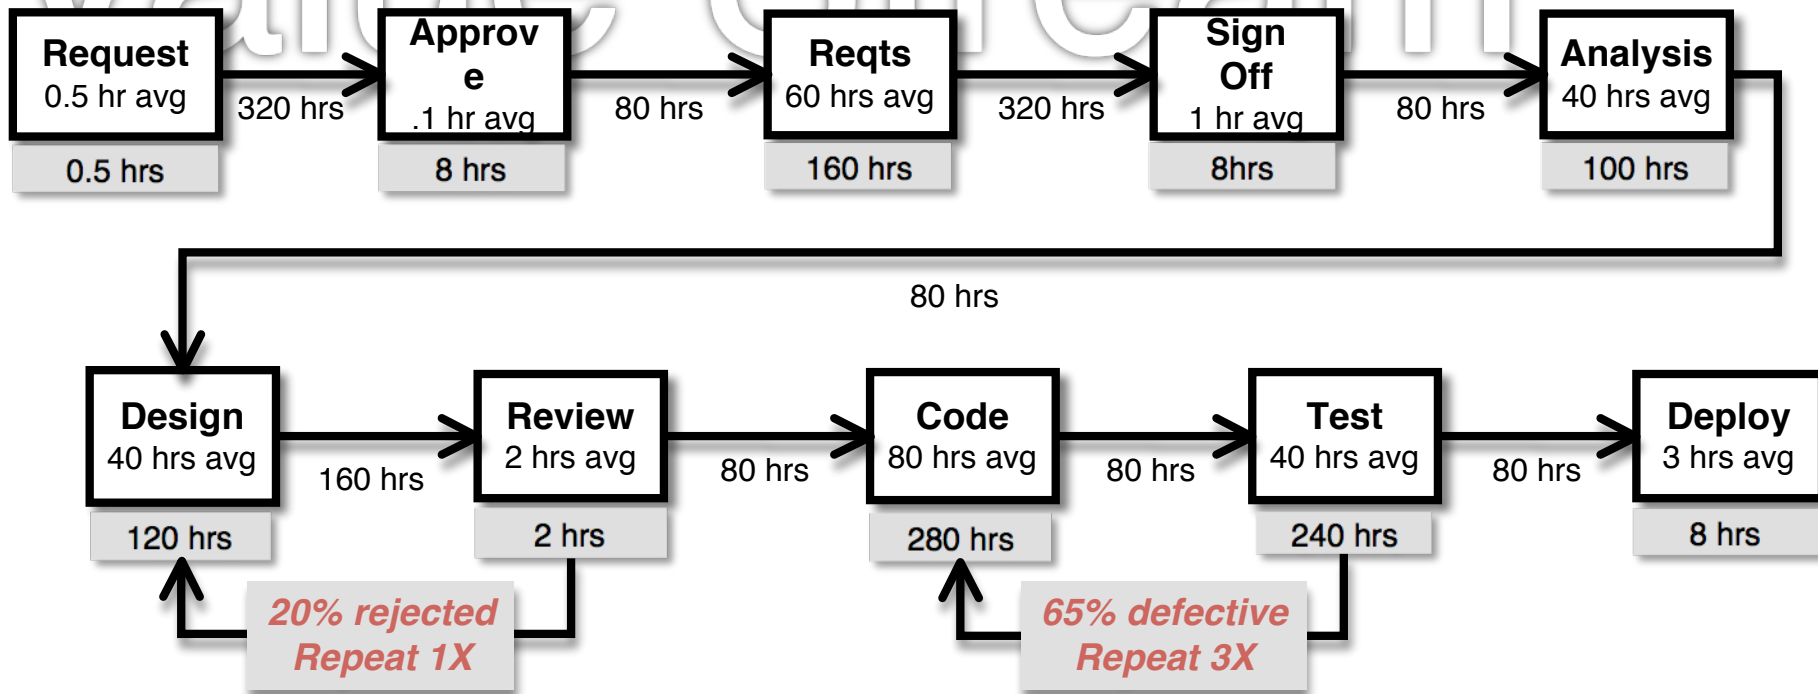 Value Stream
Request
0.5 hr avg
0.5 hrs
320 hrs
Approv
e
.1 hr avg
8 hrs
80 hrs
Reqts
60 hrs avg
160 hrs
320 hrs
Sign
Off
1 hr avg
8hrs
80 hrs
Analysis
40 hrs avg
100 hrs
80 hrs
Design
40 hrs avg
120 hrs
160 hrs
Review
2 hrs avg
2 hrs
20% rejected
Repeat 1X
80 hrs
Code
80 hrs avg
280 hrs
80 hrs
Test
40 hrs avg
240 hrs
65% defective
Repeat 3X
80 hrs
Deploy
3 hrs avg
8 hrs